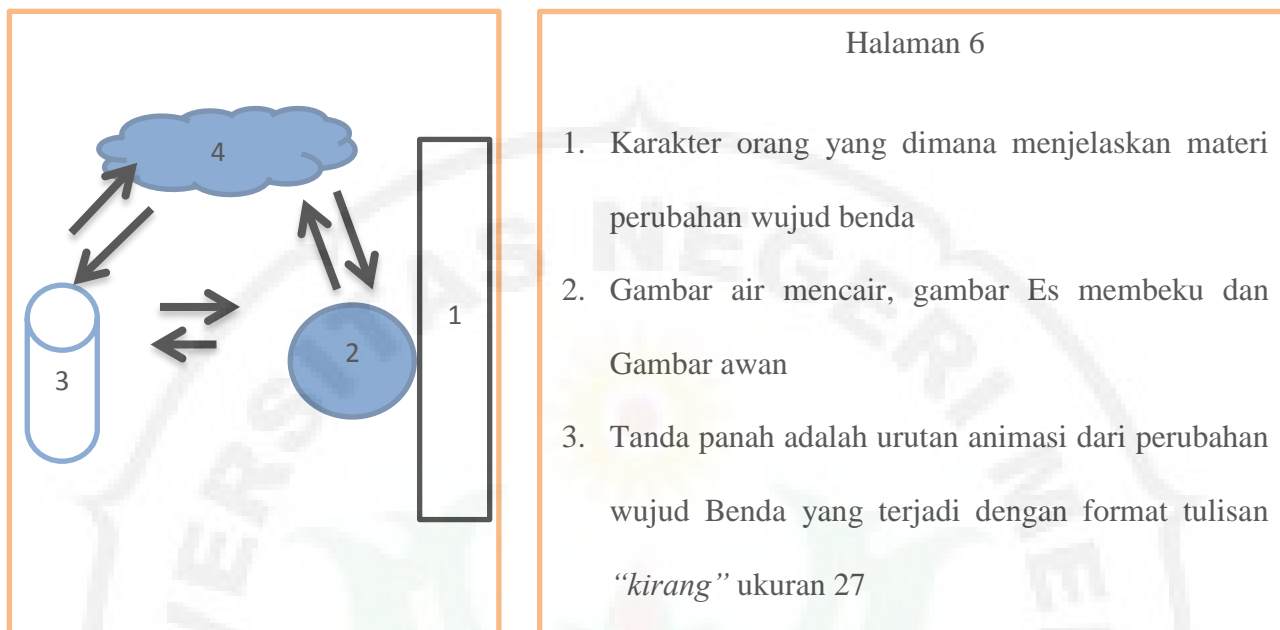 4
1
2
3
Halaman 6
1. Karakter orang yang dimana menjelaskan materi
perubahan wujud benda
2. Gambar air mencair, gambar Es membeku dan
Gambar awan
3. Tanda panah adalah urutan animasi dari perubahan
wujud Benda yang terjadi dengan format tulisan
“kirang” ukuran 27